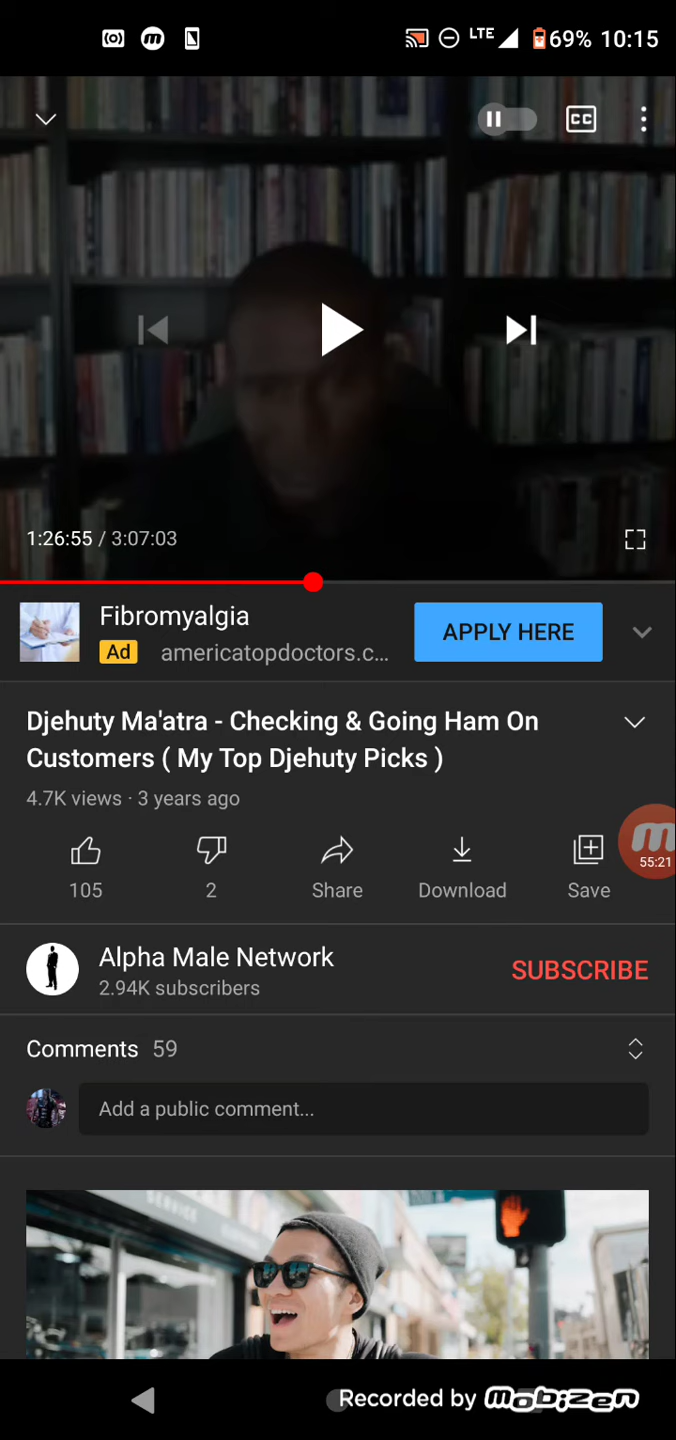 LTE 69% 10:15
CC
1:26:55 / 3:07:03
Fibromyalgia
Ad americatopdoctors.c...
APPLY HERE
Djehuty Ma'atra - Checking & Going Ham On
Customers ( My Top Djehuty Picks )
4.7K views · 3 years ago
105 2 Share Download Save
55:21
Alpha Male Network
2.94K subscribers
SUBSCRIBE
Comments 59
Add a public comment...
Recorded by mobizen